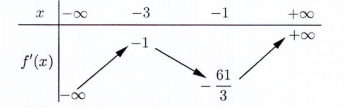 x −∞ −3 −1 +∞
−1 +∞
f′(x)
−∞ −61/3